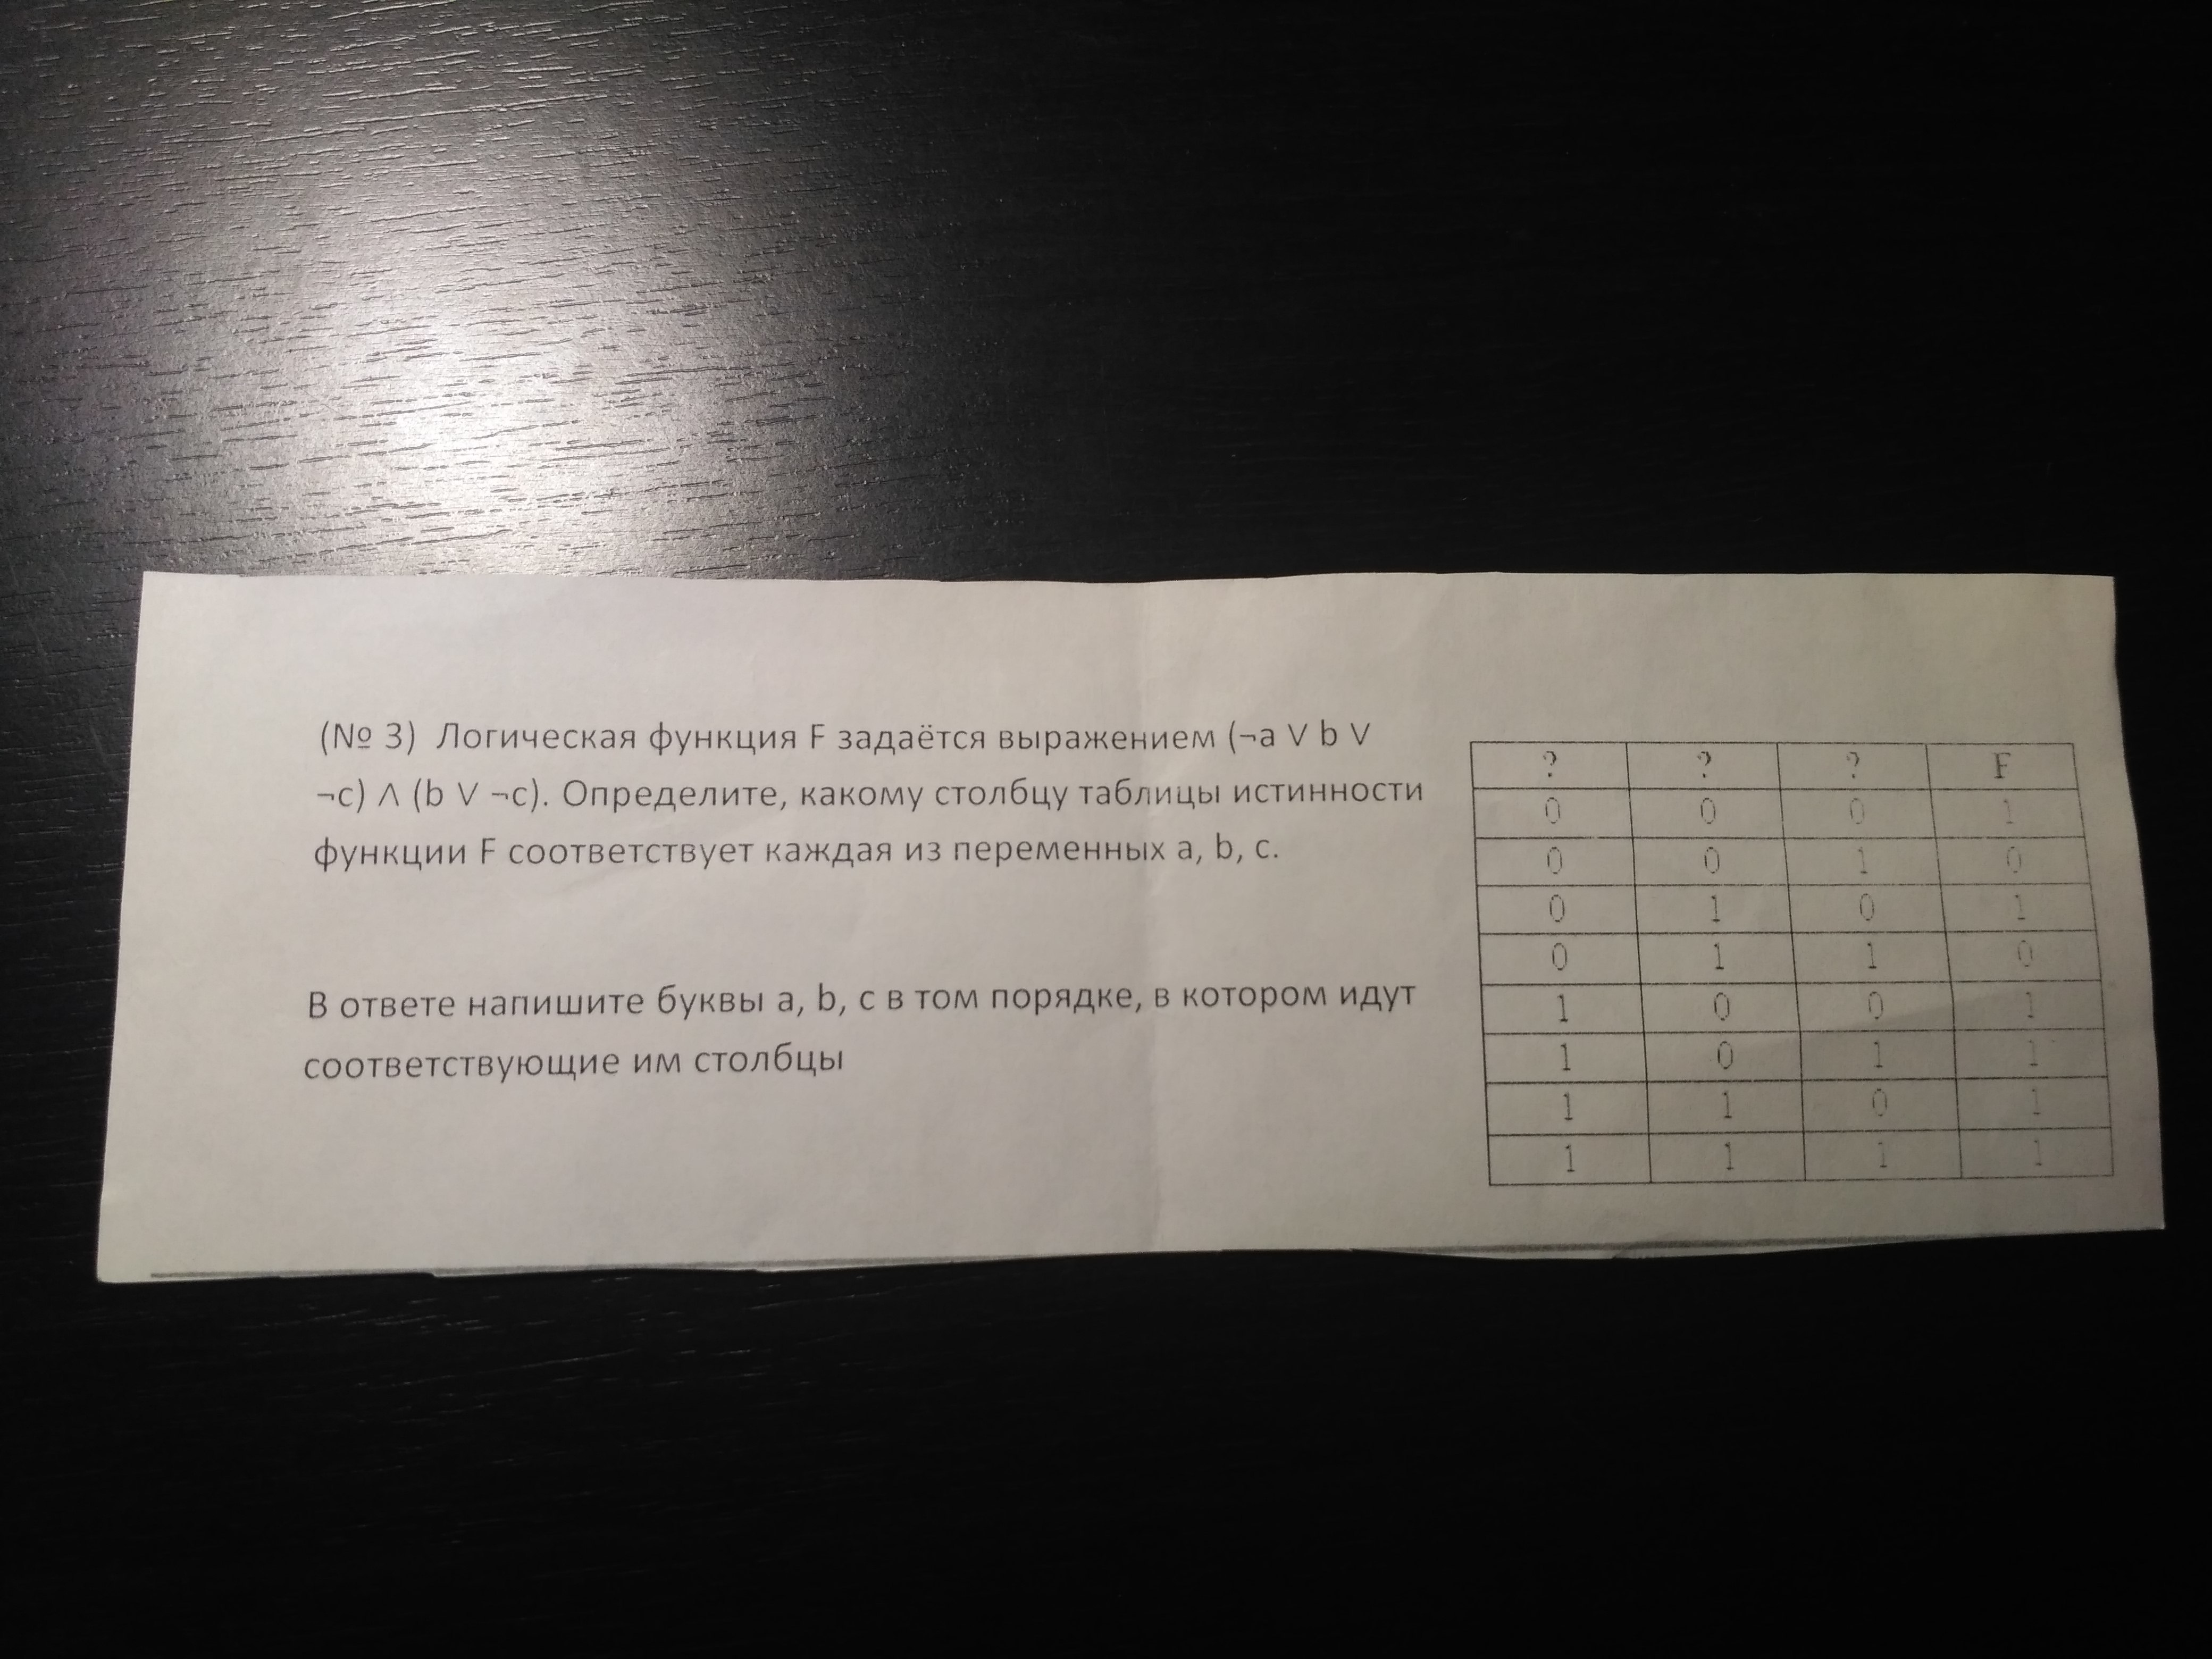 (№ 3) Логическая функция F задаётся выражением (¬a ∨ b ∨
¬c) ∧ (b ∨ ¬c). Определите, какому столбцу таблицы истинности
функции F соответствует каждая из переменных a, b, c.
В ответе напишите буквы a, b, c в том порядке, в котором идут
соответствующие им столбцы
? ? ? F
0 0 0 1
0 0 1 0
0 1 0 1
0 1 1 0
1 0 0 1
1 0 1 1
1 1 0 1
1 1 1 1